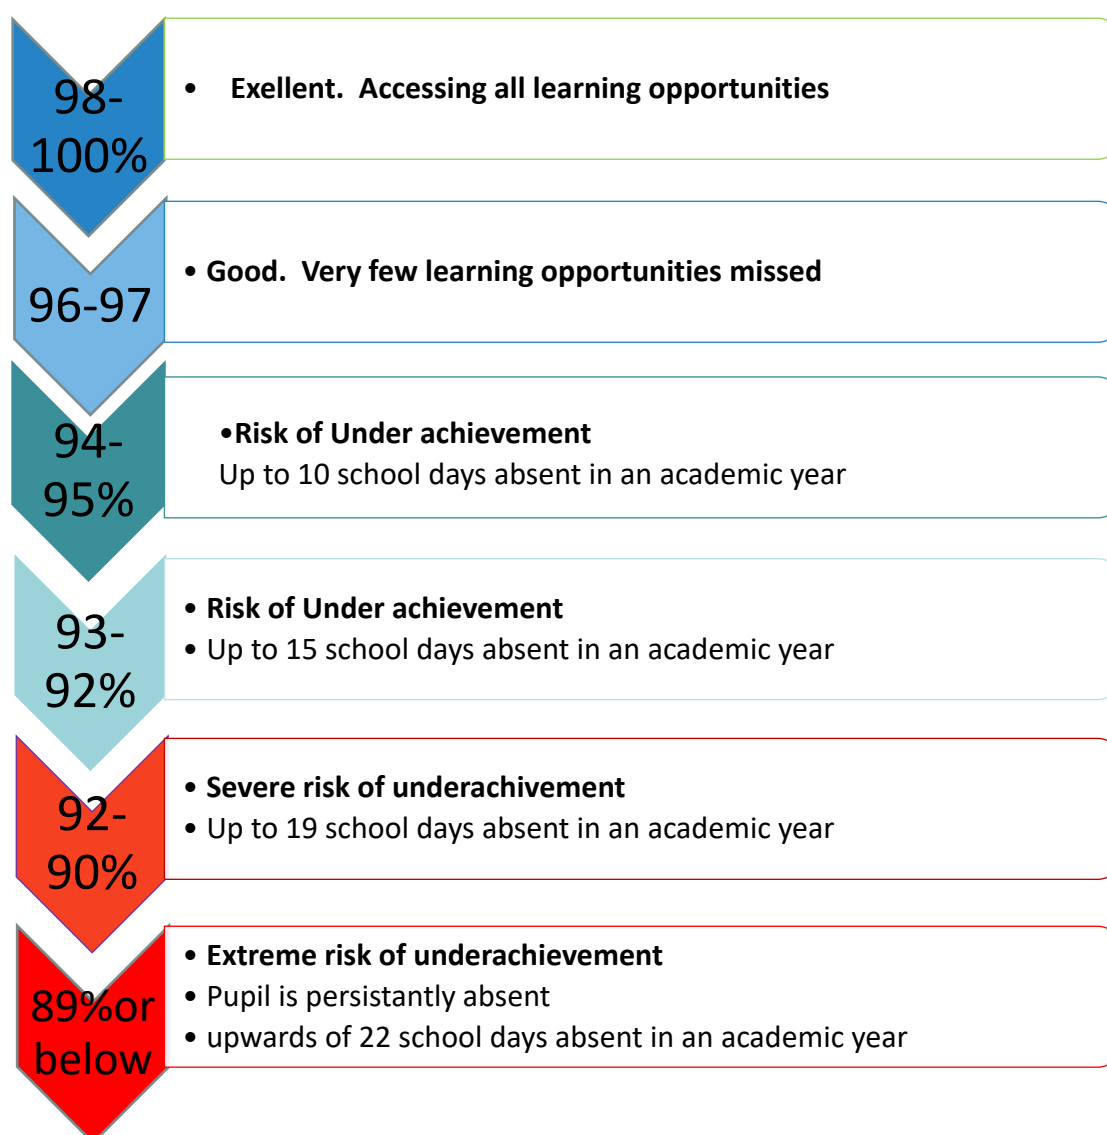 98-
100%
• Exellent.  Accessing all learning opportunities
96-97
• Good.  Very few learning opportunities missed
94-
95%
•Risk of Under achievement
Up to 10 school days absent in an academic year
93-
92%
• Risk of Under achievement
• Up to 15 school days absent in an academic year
92-
90%
• Severe risk of underachivement
• Up to 19 school days absent in an academic year
89%or
below
• Extreme risk of underachievement
• Pupil is persistantly absent
• upwards of 22 school days absent in an academic year